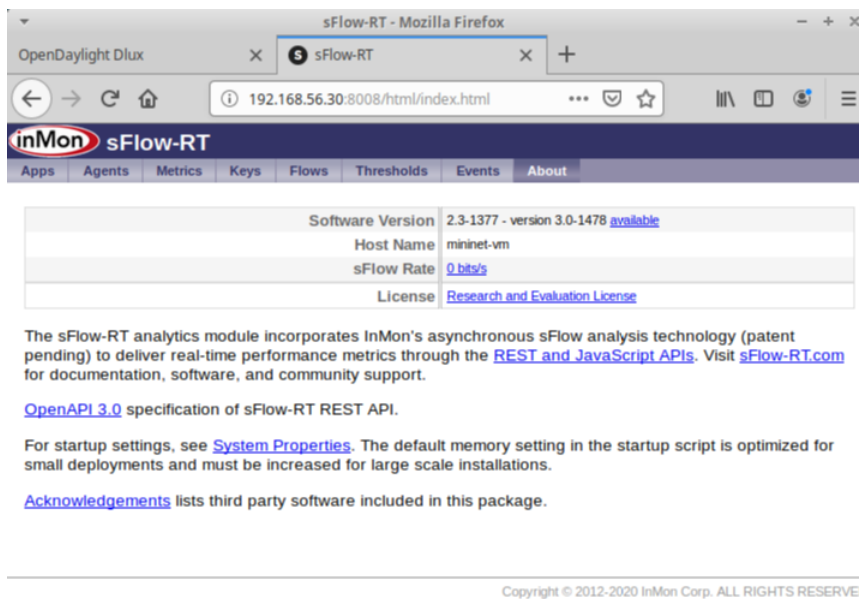 sFlow-RT - Mozilla Firefox
OpenDaylight Dlux
sFlow-RT
192.168.56.30:8008/html/index.html
inMon sFlow-RT
Apps Agents Metrics Keys Flows Thresholds Events About
Software Version 2.3-1377 - version 3.0-1478 available
Host Name mininet-vm
sFlow Rate 0 bits/s
License Research and Evaluation License
The sFlow-RT analytics module incorporates InMon's asynchronous sFlow analysis technology (patent
pending) to deliver real-time performance metrics through the REST and JavaScript APIs. Visit sFlow-RT.com
for documentation, software, and community support.
OpenAPI 3.0 specification of sFlow-RT REST API.
For startup settings, see System Properties. The default memory setting in the startup script is optimized for
small deployments and must be increased for large scale installations.
Acknowledgements lists third party software included in this package.
Copyright © 2012-2020 InMon Corp. ALL RIGHTS RESERVE